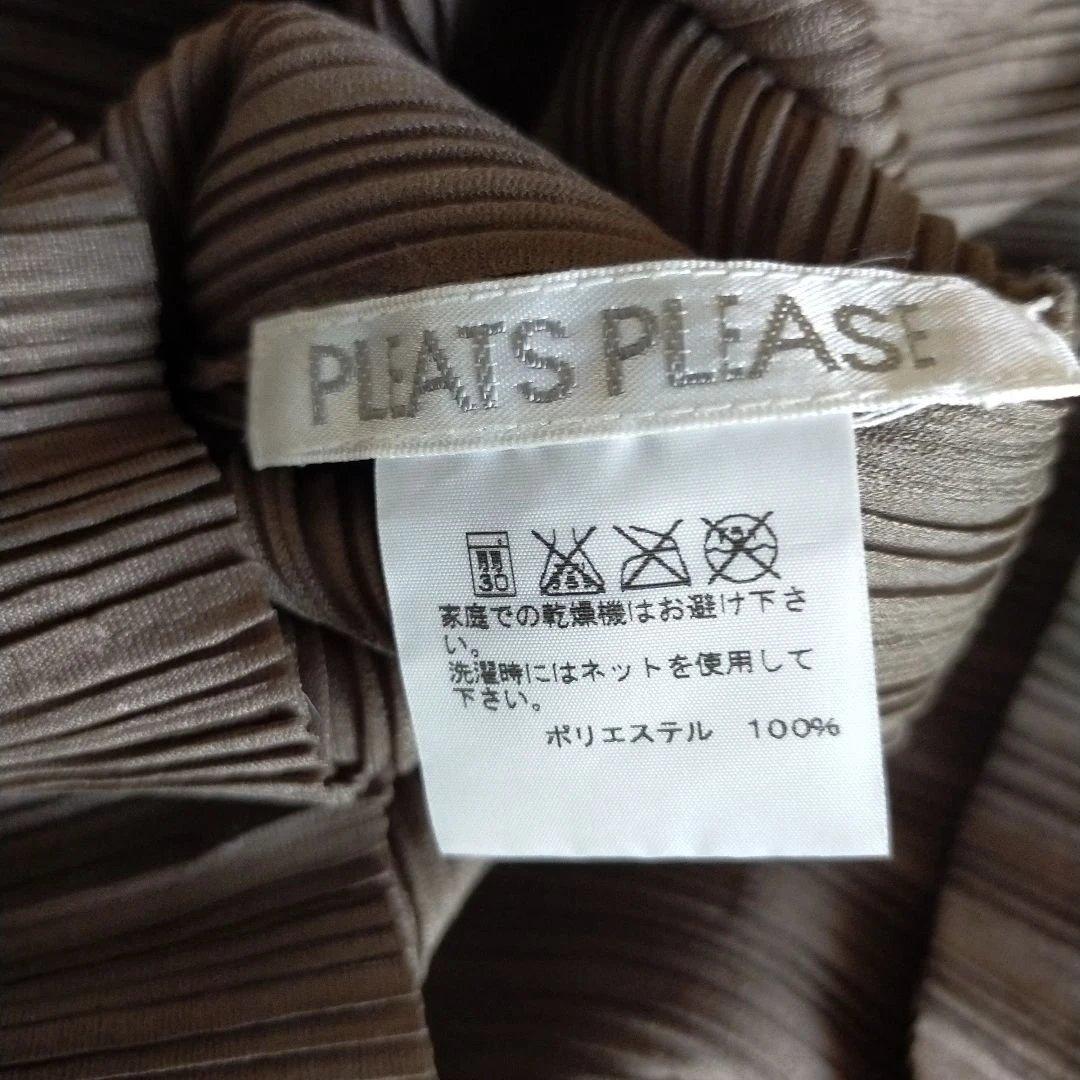 PLEATS PLEASE
弱
30
家庭での乾燥機はお避け下さ
い。
洗濯時にはネットを使用して
下さい。
ポリエステル 100%